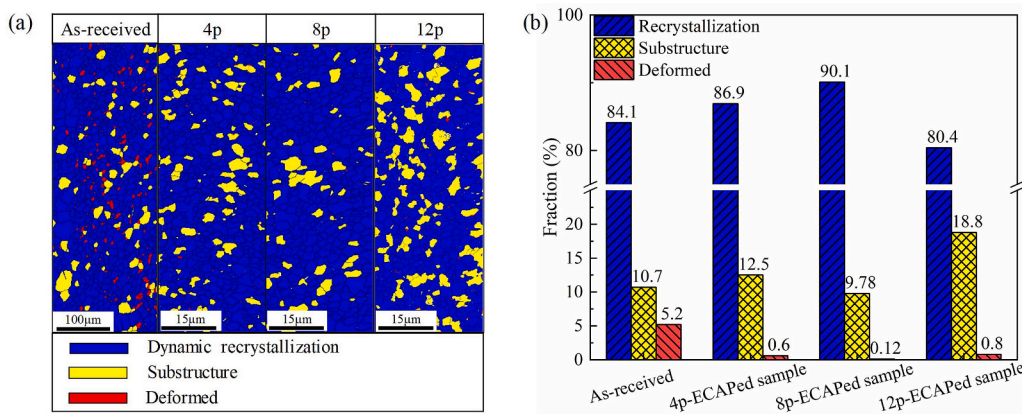 (a)
As-received 4p 8p 12p
100μm 15μm 15μm 15μm
Dynamic recrystallization
Substructure
Deformed
(b)
Fraction (%)
100
80
20
15
10
5
0
Recrystallization
Substructure
Deformed
84.1 10.7 5.2
86.9 12.5 0.6
90.1 9.78 0.12
80.4 18.8 0.8
As-received 4p-ECAPed sample 8p-ECAPed sample 12p-ECAPed sample